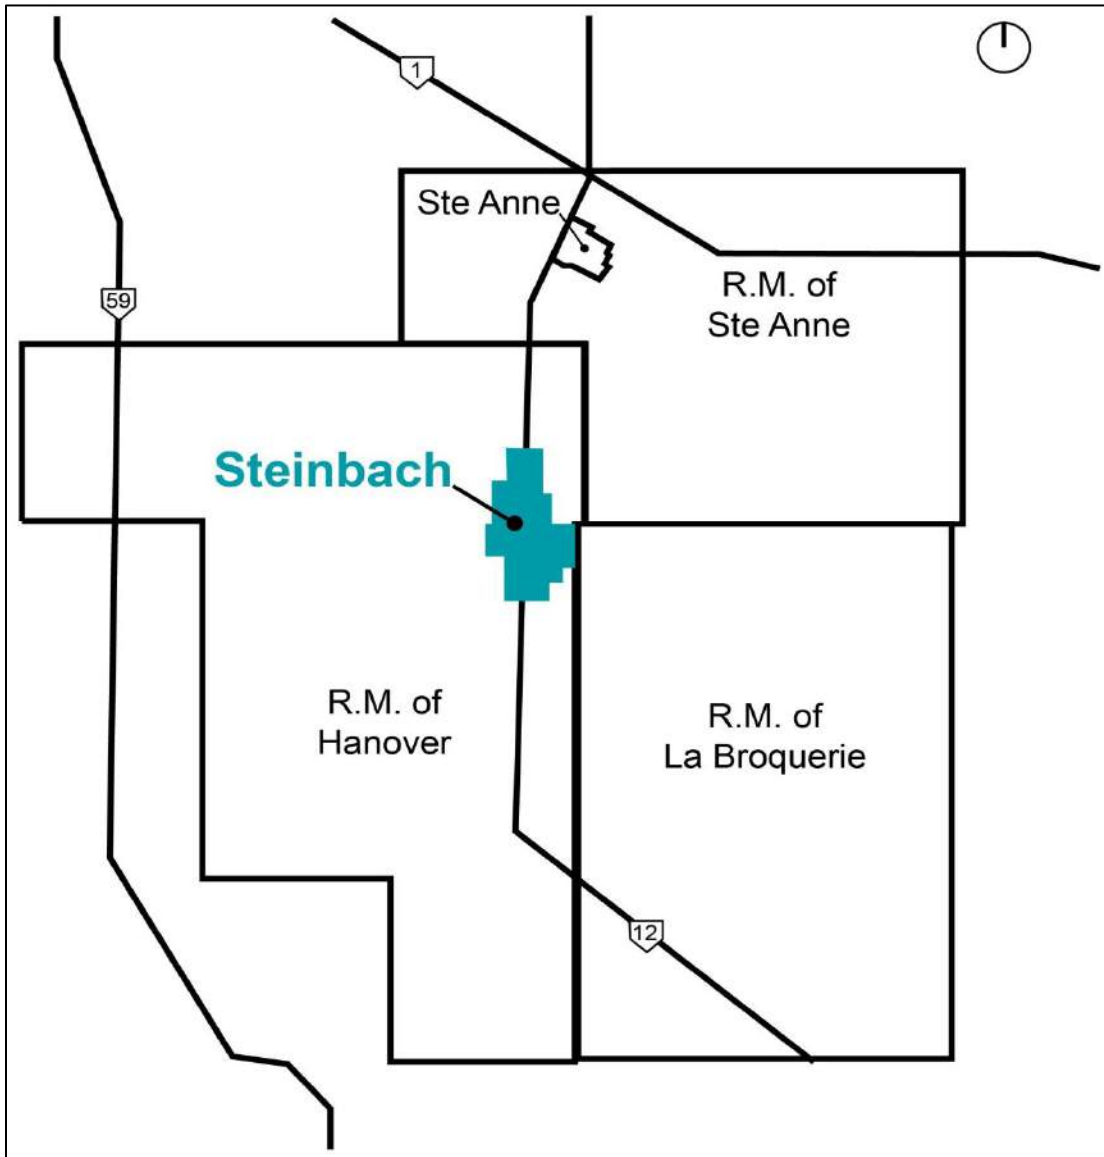 1
Ste Anne
59
R.M. of
Ste Anne
Steinbach
R.M. of
Hanover
R.M. of
La Broquerie
12